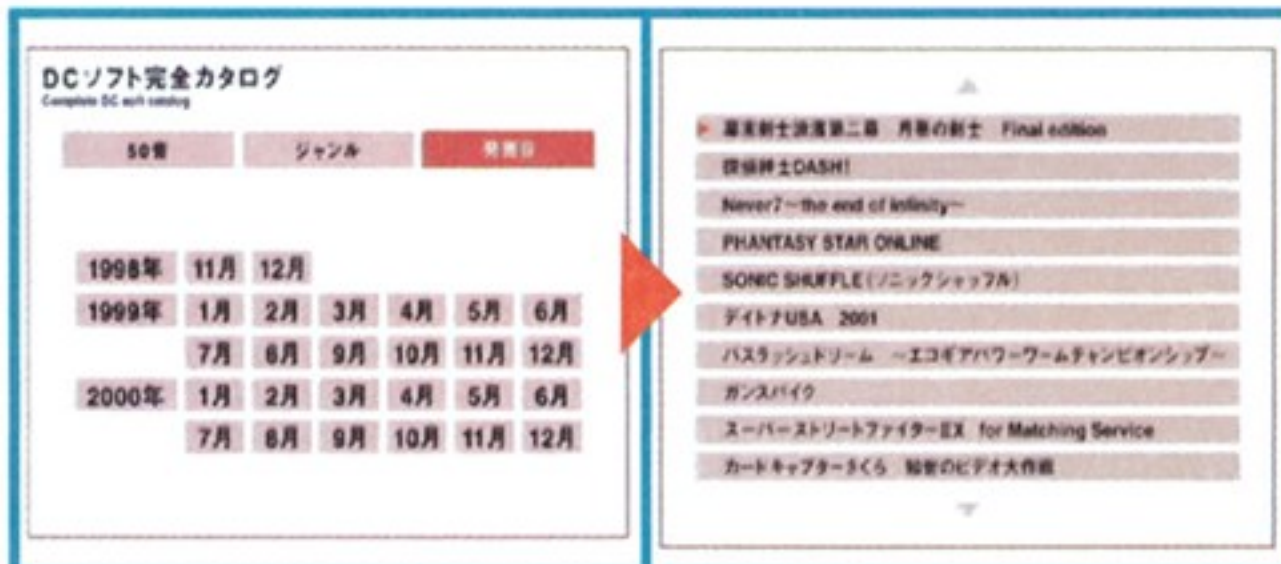 DCソフト完全カタログ
Complete DC soft catalog
50音 ジャンル 発売日
1998年 11月 12月
1999年 1月 2月 3月 4月 5月 6月
7月 8月 9月 10月 11月 12月
2000年 1月 2月 3月 4月 5月 6月
7月 8月 9月 10月 11月 12月
幕末浪漫第二幕 月華の剣士 Final edition
探偵紳士DASH!
Never7~the end of infinity~
PHANTASY STAR ONLINE
SONIC SHUFFLE(ソニックシャッフル)
デイトナUSA 2001
バスラッシュドリーム ~エコギアパワーワームチャンピオンシップ~
ガンスパイク
スーパーストリートファイターIIX for Matching Service
カードキャプターさくら 知世のビデオ大作戦